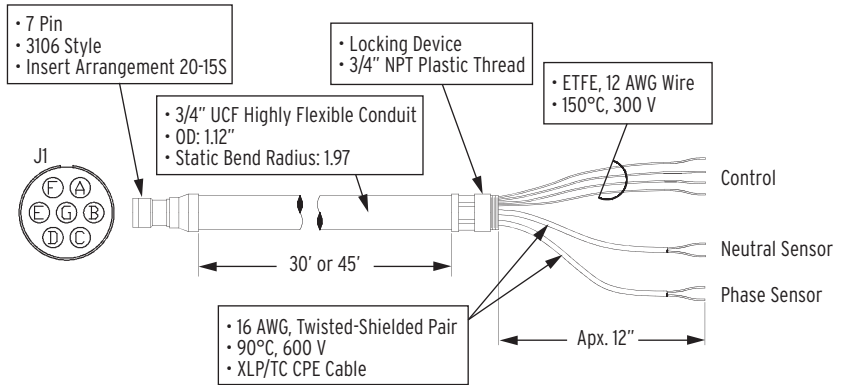 • 7 Pin
• 3106 Style
• Insert Arrangement 20-15S
• Locking Device
• 3/4" NPT Plastic Thread
• ETFE, 12 AWG Wire
• 150°C, 300 V
• 3/4" UCF Highly Flexible Conduit
• OD: 1.12"
• Static Bend Radius: 1.97
J1
F A
E G B
D C
Control
Neutral Sensor
Phase Sensor
30' or 45'
• 16 AWG, Twisted-Shielded Pair
• 90°C, 600 V
• XLP/TC CPE Cable
Apx. 12"